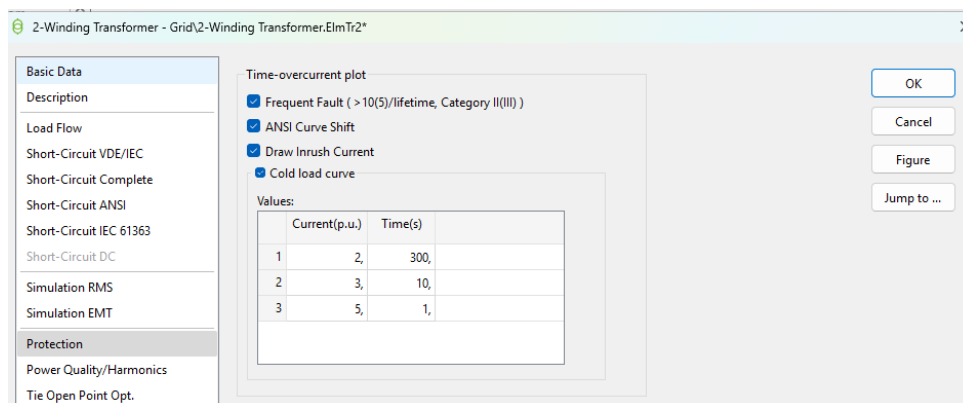 2-Winding Transformer - Grid\2-Winding Transformer.ElmTr2*
Basic Data
Description
Load Flow
Short-Circuit VDE/IEC
Short-Circuit Complete
Short-Circuit ANSI
Short-Circuit IEC 61363
Short-Circuit DC
Simulation RMS
Simulation EMT
Protection
Power Quality/Harmonics
Tie Open Point Opt.
Time-overcurrent plot
Frequent Fault ( >10(5)/lifetime, Category II(III) )
ANSI Curve Shift
Draw Inrush Current
Cold load curve
Values:
Current(p.u.) Time(s)
1 2, 300,
2 3, 10,
3 5, 1,
OK
Cancel
Figure
Jump to ...